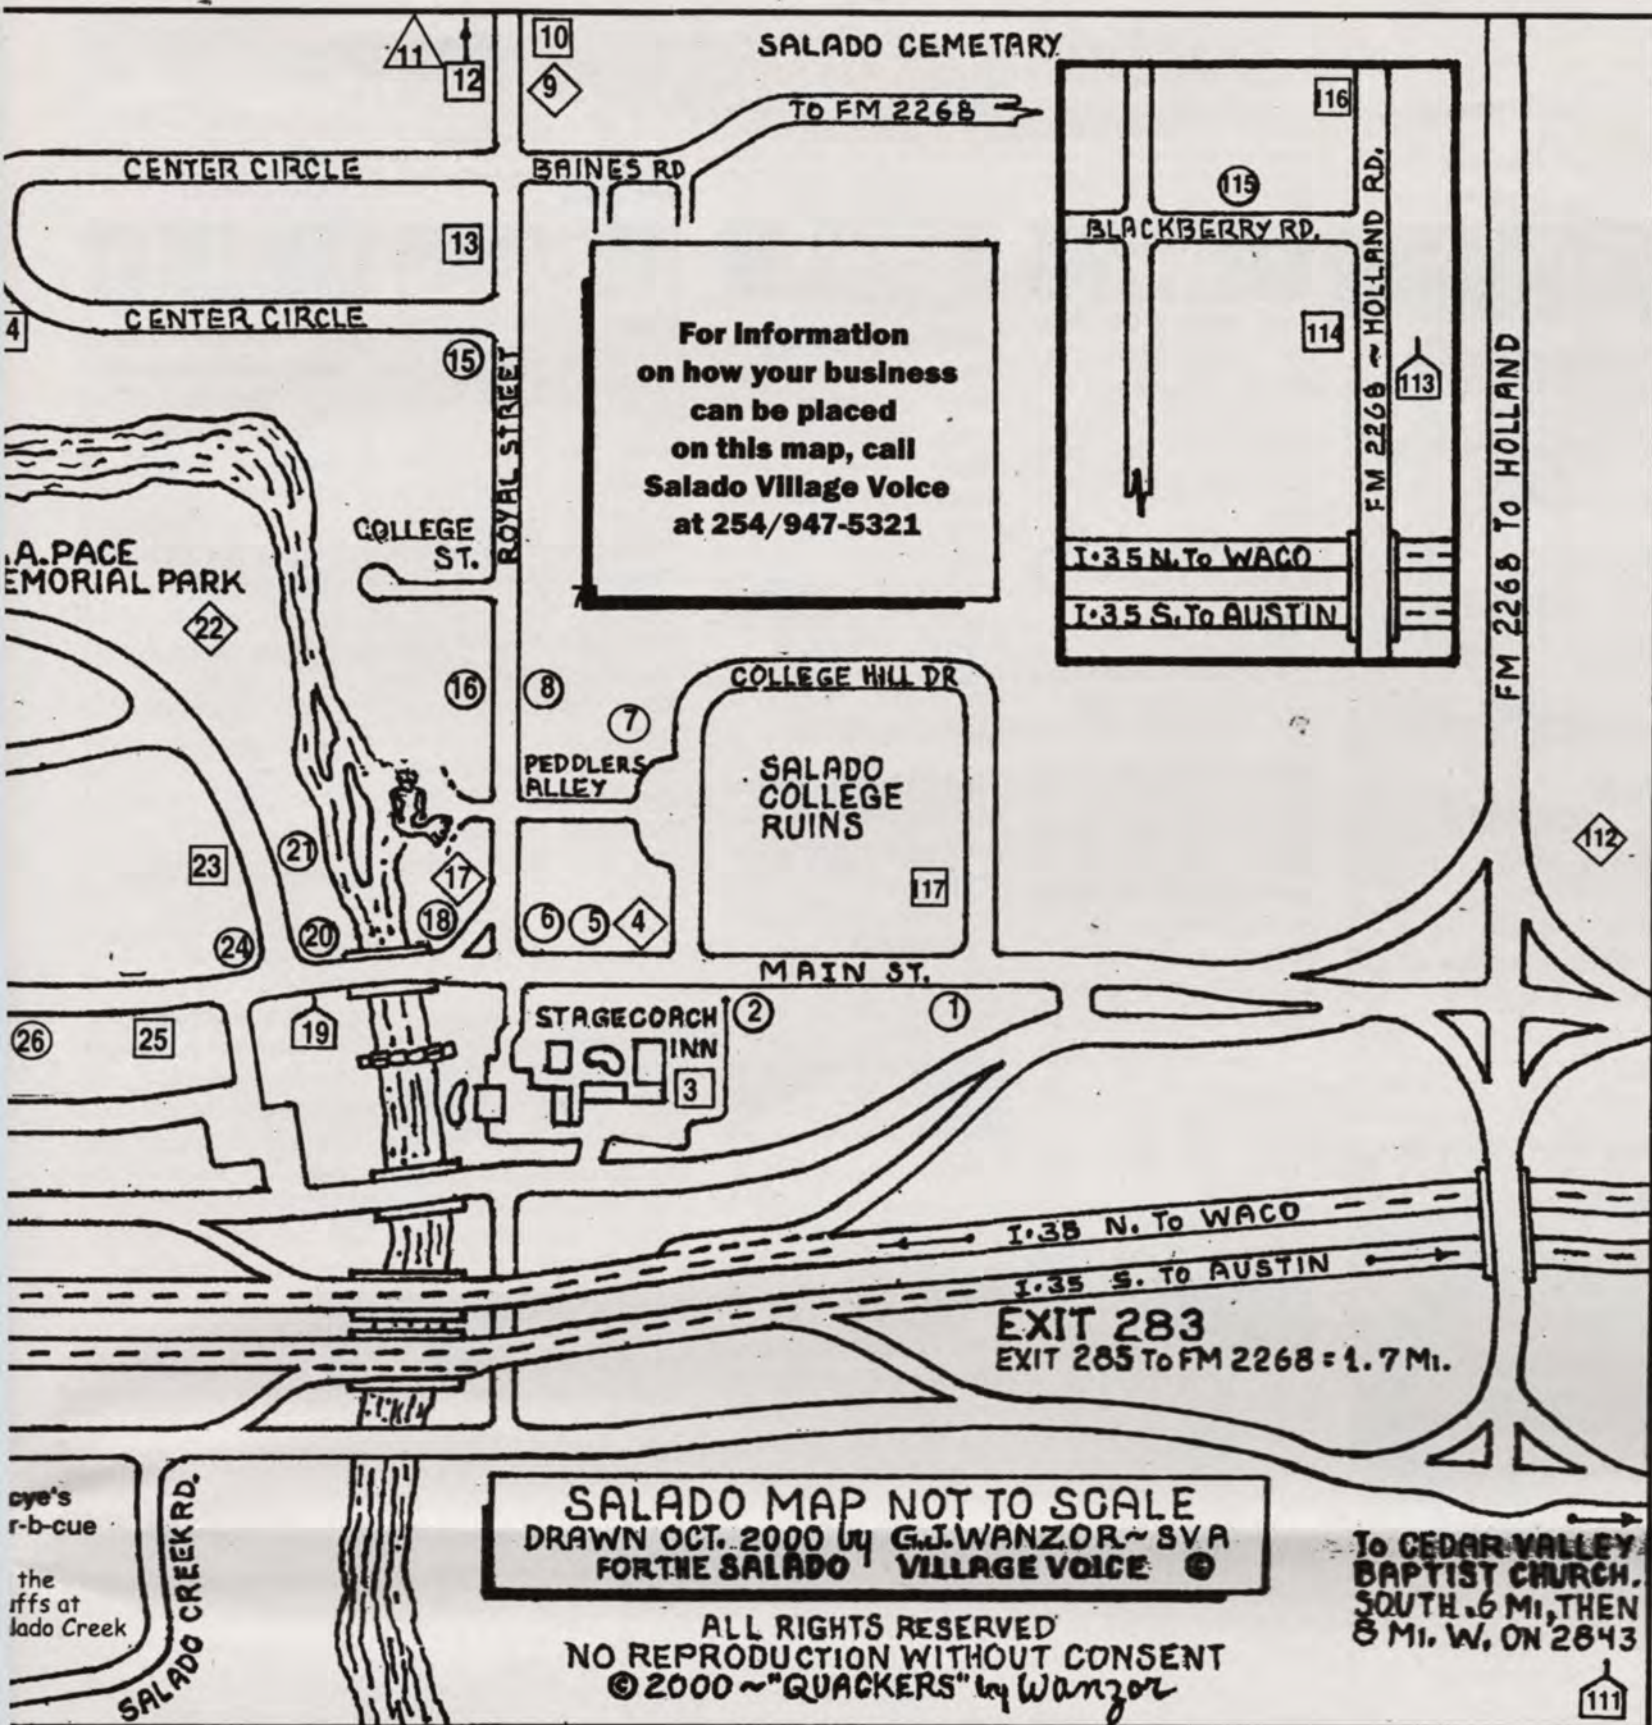 11
12
10
9
SALADO CEMETARY
TO FM 2268
116
CENTER CIRCLE
BAINES RD
115
13
BLACKBERRY RD.
FM 2268 ~ HOLLAND RD.
CENTER CIRCLE
4
15
114
113
ROYAL STREET
For Information
on how your business
can be placed
on this map, call
Salado Village Voice
at 254/947-5321
FM 2268 TO HOLLAND
COLLEGE
ST.
.A.PACE
EMORIAL PARK
22
I•35 N. TO WACO
I•35 S. TO AUSTIN
16
8
7
COLLEGE HILL DR
PEDDLERS
ALLEY
SALADO
COLLEGE
RUINS
117
112
23
21
17
24
20
18
6
5
4
MAIN ST.
26
25
19
STAGECOACH
INN
2
1
3
I•35 N. TO WACO
I•35 S. TO AUSTIN
EXIT 283
EXIT 285 TO FM 2268 = 1.7 MI.
cye's
r-b-cue
the
uffs at
lado Creek
SALADO CREEK RD.
SALADO MAP NOT TO SCALE
DRAWN OCT. 2000 by G.J.WANZOR ~ SVA
FOR THE SALADO VILLAGE VOICE ©
ALL RIGHTS RESERVED
NO REPRODUCTION WITHOUT CONSENT
© 2000 ~ "QUACKERS" by Wanzor
To CEDAR VALLEY
BAPTIST CHURCH.
SOUTH .6 MI, THEN
8 MI. W. ON 2843
111